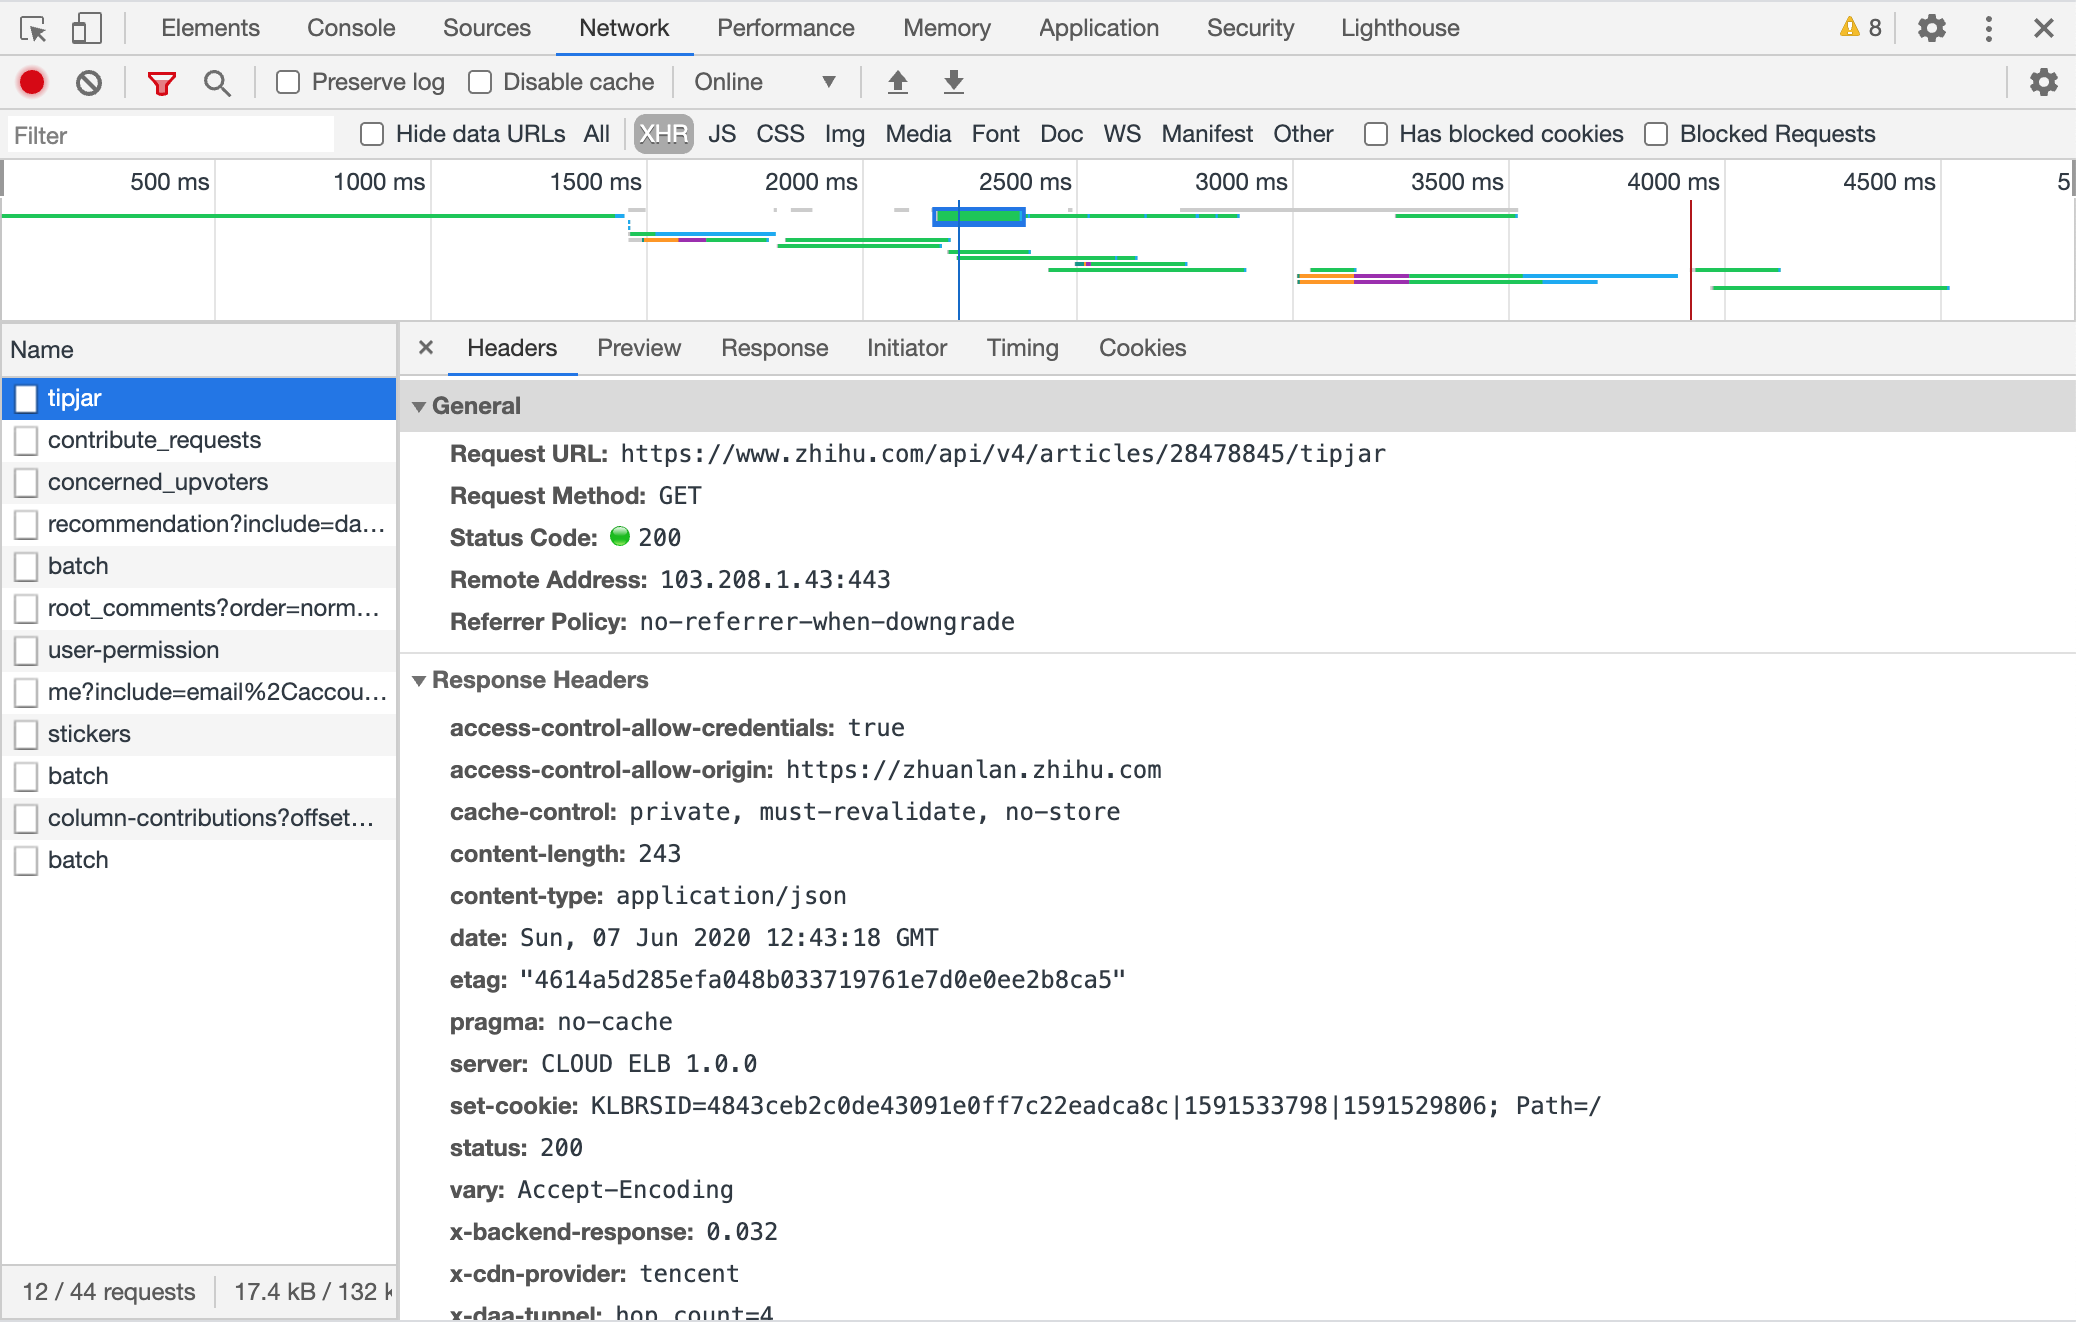 Elements Console Sources Network Performance Memory Application Security Lighthouse 8
Preserve log Disable cache Online
Filter Hide data URLs All XHR JS CSS Img Media Font Doc WS Manifest Other Has blocked cookies Blocked Requests
500 ms 1000 ms 1500 ms 2000 ms 2500 ms 3000 ms 3500 ms 4000 ms 4500 ms 5
Name
tipjar
contribute_requests
concerned_upvoters
recommendation?include=da...
batch
root_comments?order=norm...
user-permission
me?include=email%2Caccou...
stickers
batch
column-contributions?offset...
batch
12 / 44 requests 17.4 kB / 132 k
Headers Preview Response Initiator Timing Cookies
General
Request URL: https://www.zhihu.com/api/v4/articles/28478845/tipjar
Request Method: GET
Status Code: 200
Remote Address: 103.208.1.43:443
Referrer Policy: no-referrer-when-downgrade
Response Headers
access-control-allow-credentials: true
access-control-allow-origin: https://zhuanlan.zhihu.com
cache-control: private, must-revalidate, no-store
content-length: 243
content-type: application/json
date: Sun, 07 Jun 2020 12:43:18 GMT
etag: "4614a5d285efa048b033719761e7d0e0ee2b8ca5"
pragma: no-cache
server: CLOUD ELB 1.0.0
set-cookie: KLBRSID=4843ceb2c0de43091e0ff7c22eadca8c|1591533798|1591529806; Path=/
status: 200
vary: Accept-Encoding
x-backend-response: 0.032
x-cdn-provider: tencent
x-daa-tunnel: hop_count=4